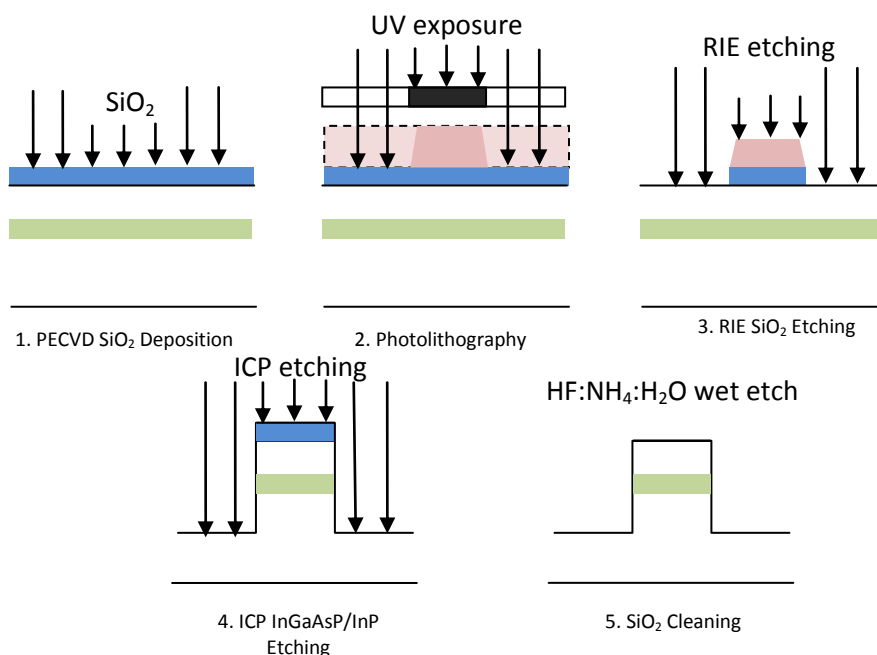 UV exposure
RIE etching
SiO₂
1. PECVD SiO₂ Deposition
2. Photolithography
3. RIE SiO₂ Etching
ICP etching
HF:NH₄:H₂O wet etch
4. ICP InGaAsP/InP
Etching
5. SiO₂ Cleaning